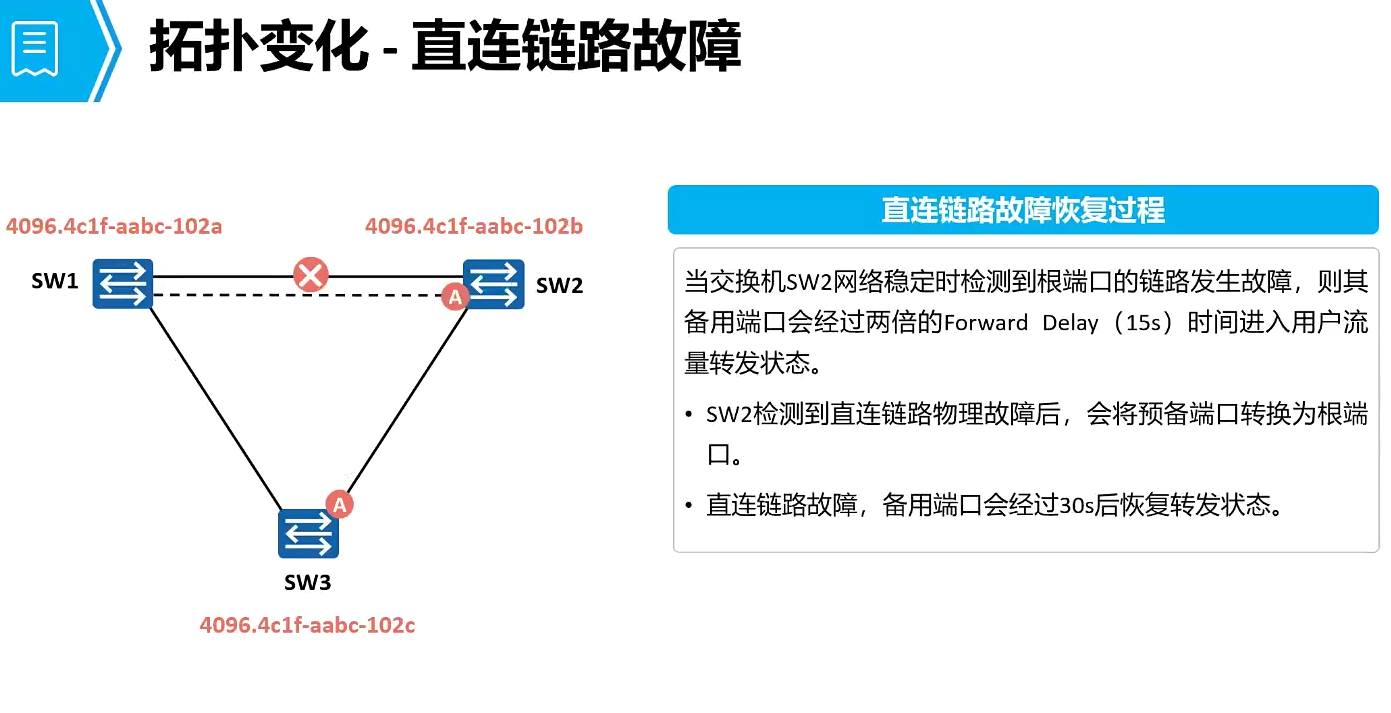 拓扑变化 - 直连链路故障
4096.4c1f-aabc-102a
4096.4c1f-aabc-102b
SW1
SW2
A
A
SW3
4096.4c1f-aabc-102c
直连链路故障恢复过程
当交换机SW2网络稳定时检测到根端口的链路发生故障，则其
备用端口会经过两倍的Forward Delay（15s）时间进入用户流
量转发状态。
• SW2检测到直连链路物理故障后，会将预备端口转换为根端
口。
• 直连链路故障，备用端口会经过30s后恢复转发状态。